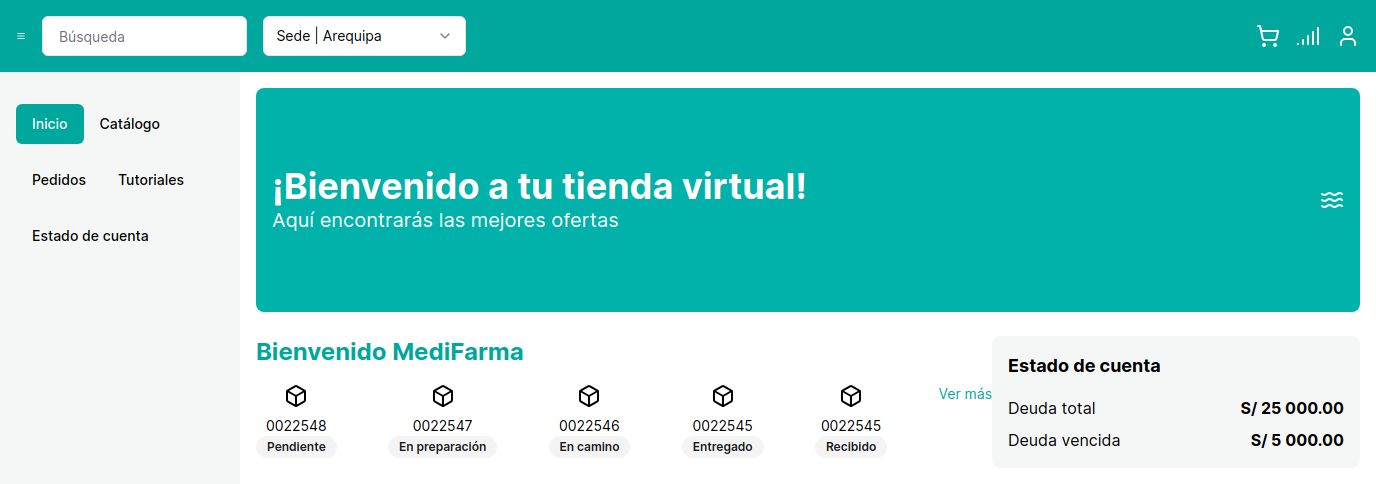 Búsqueda
Sede | Arequipa
Inicio
Catálogo
Pedidos
Tutoriales
Estado de cuenta
¡Bienvenido a tu tienda virtual!
Aquí encontrarás las mejores ofertas
Bienvenido MediFarma
Ver más
0022548
Pendiente
0022547
En preparación
0022546
En camino
0022545
Entregado
0022545
Recibido
Estado de cuenta
Deuda total S/ 25 000.00
Deuda vencida S/ 5 000.00